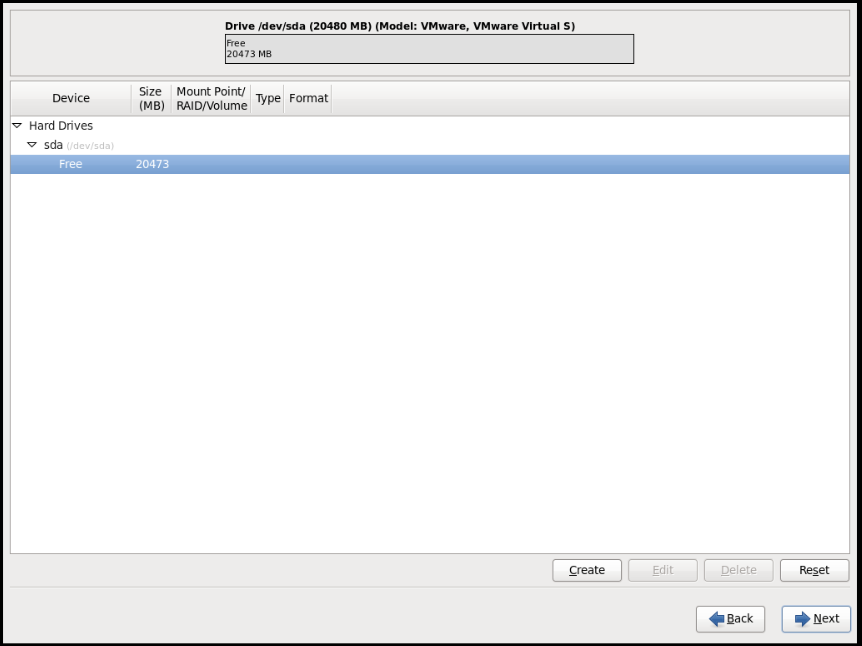 Drive /dev/sda (20480 MB) (Model: VMware, VMware Virtual S)
Free
20473 MB
Device Size (MB) Mount Point/ RAID/Volume Type Format
Hard Drives
sda (/dev/sda)
Free 20473
Create Edit Delete Reset
Back Next